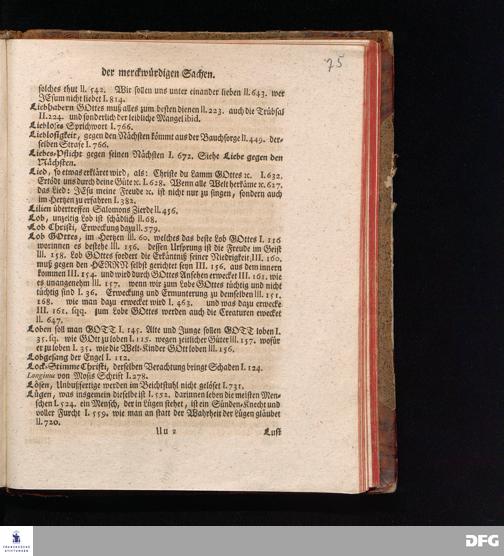 75
der merckwürdigen Sachen.
solches thut II. 542. Wir sollen uns unter einander lieben II. 643. wer
JEsum nicht liebet I. 814.
Liebhabern GOttes muß alles zum besten dienen II. 223. auch die Trübsal
II. 224. und sonderlich der leibliche Mangel ibid.
Liebloses Sprichwort I. 766.
Lieblosigkeit, gegen den Nächsten kömmt aus der Bauchsorge II. 449. der-
selben Strafe I. 766.
Liebes-Pflicht gegen seinen Nächsten I. 672. Siehe Liebe gegen den
Nächsten.
Lied, so etwas erkläret wird, als: Christe du Lamm GOttes ꝛc. I. 632.
Ertödt uns durch deine Güte ꝛc. I. 628. Wenn alle Welt herkäme ꝛc. 627.
das Lied: JEsu meine Freude ꝛc. ist nicht nur zu singen, sondern auch
im Hertzen zu erfahren I. 382.
Lilien übertreffen Salomons Zierde II. 456.
Lob, unzeitig Lob ist schädlich II. 68.
Lob Christi, Erweckung dazu II. 579.
Lob GOttes, im Hertzen III. 60. welches das beste Lob GOttes I. 116
worinnen es bestehe III. 156. dessen Ursprung ist die Freude im Geist
III. 158. Lob GOttes fordert die Erkäntniß seiner Niedrigkeit III. 160.
muß gegen den HERRN selbst gerichtet seyn III. 156. aus dem innern
kommen III. 154. und wird durch GOttes Ansehen erwecket III. 161. wie
es unangenehm III. 157. wenn wir zum Lobe GOttes tüchtig und nicht
tüchtig sind I. 36. Erweckung und Ermunterung zu demselben III. 151.
168. wie man dazu erwecket wird I. 463. und was dazu erwecke
III. 161. sqq. zum Lobe GOttes werden auch die Creaturen erwecket
II. 647.
Loben soll man GOTT I. 145. Alte und Junge sollen GOTT loben I.
35. sq. wie GOtt zu loben I. 115. wegen zeitlicher Güter III. 157. wofür
er zu loben I. 35. wie die Welt-Kinder GOtt loben III. 156.
Lobgesang der Engel I. 112.
Lock-Stimme Christi, derselben Verachtung bringt Schaden I. 124.
Longinus von Mosis Schrift I. 278.
Lösen, Unbußfertige werden im Beichtstuhl nicht gelöset I. 731.
Lügen, was insgemein dieselbe ist I. 552. darinnen leben die meisten Men-
schen I. 524. ein Mensch, der in Lügen stehet, ist ein Sünden-Knecht und
voller Furcht I. 559. wie man an statt der Wahrheit der Lügen gläubet
II. 720.
Uu 2 Lust
FRANCKESCHE
STIFTUNGEN
DFG